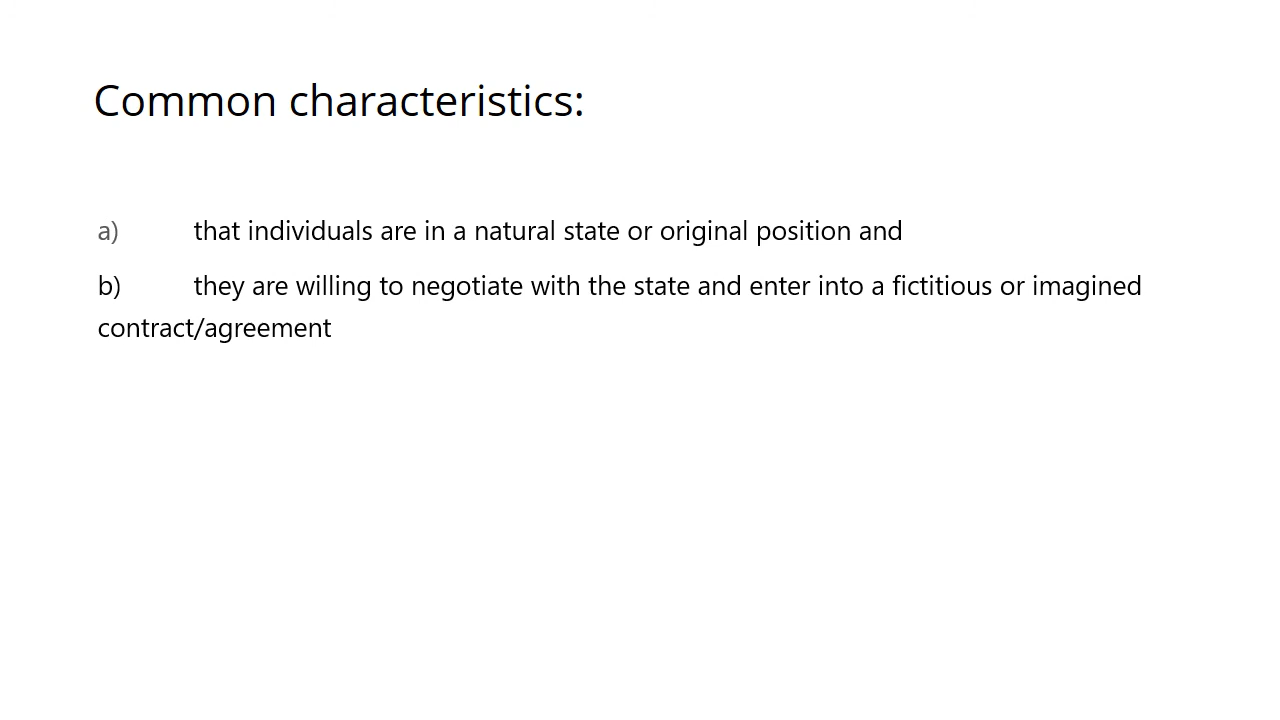 Common characteristics:
a) that individuals are in a natural state or original position and
b) they are willing to negotiate with the state and enter into a fictitious or imagined
contract/agreement